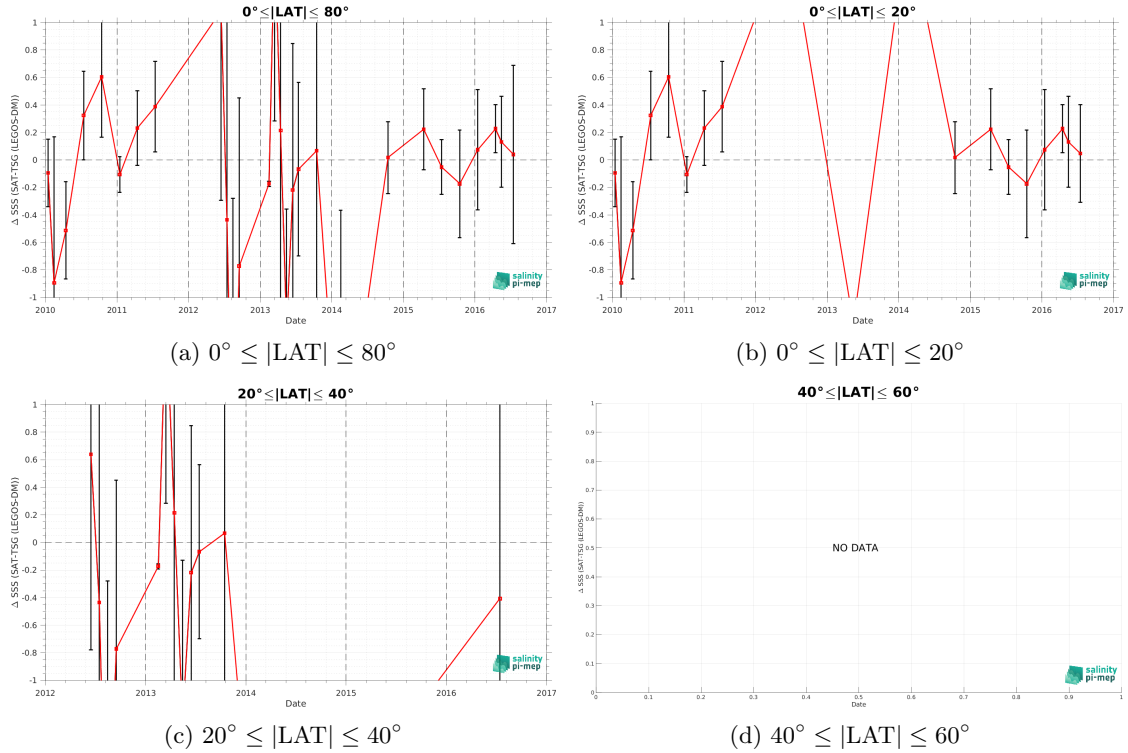 0°≤|LAT|≤ 80°
Δ SSS (SAT-TSG (LEGOS-DM))
1
0.8
0.6
0.4
0.2
0
-0.2
-0.4
-0.6
-0.8
-1
2010 2011 2012 2013 2014 2015 2016 2017
Date
salinity
pi-mep
(a) 0° ≤ |LAT| ≤ 80°
0°≤|LAT|≤ 20°
Δ SSS (SAT-TSG (LEGOS-DM))
1
0.8
0.6
0.4
0.2
0
-0.2
-0.4
-0.6
-0.8
-1
2010 2011 2012 2013 2014 2015 2016 2017
Date
salinity
pi-mep
(b) 0° ≤ |LAT| ≤ 20°
20°≤|LAT|≤ 40°
Δ SSS (SAT-TSG (LEGOS-DM))
1
0.8
0.6
0.4
0.2
0
-0.2
-0.4
-0.6
-0.8
-1
2012 2013 2014 2015 2016 2017
Date
salinity
pi-mep
(c) 20° ≤ |LAT| ≤ 40°
40°≤|LAT|≤ 60°
Δ SSS (SAT-TSG (LEGOS-DM))
1
0.9
0.8
0.7
0.6
0.5
0.4
0.3
0.2
0.1
0
NO DATA
0 0.1 0.2 0.3 0.4 0.5 0.6 0.7 0.8 0.9 1
Date
salinity
pi-mep
(d) 40° ≤ |LAT| ≤ 60°